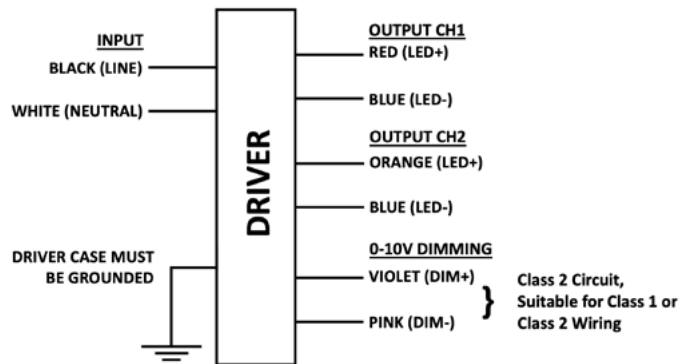 INPUT
BLACK (LINE)
WHITE (NEUTRAL)
DRIVER CASE MUST
BE GROUNDED
DRIVER
OUTPUT CH1
RED (LED+)
BLUE (LED-)
OUTPUT CH2
ORANGE (LED+)
BLUE (LED-)
0-10V DIMMING
VIOLET (DIM+)
PINK (DIM-)
Class 2 Circuit,
Suitable for Class 1 or
Class 2 Wiring